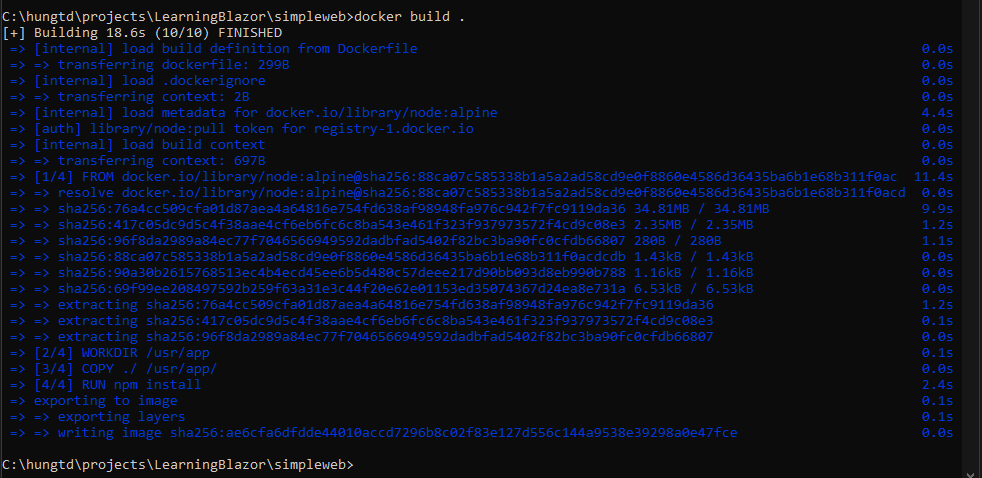 C:\hungtd\projects\LearningBlazor\simpleweb>docker build .
[+] Building 18.6s (10/10) FINISHED
=> [internal] load build definition from Dockerfile 0.0s
=> => transferring dockerfile: 299B 0.0s
=> [internal] load .dockerignore 0.0s
=> => transferring context: 2B 0.0s
=> [internal] load metadata for docker.io/library/node:alpine 4.4s
=> [auth] library/node:pull token for registry-1.docker.io 0.0s
=> [internal] load build context 0.0s
=> => transferring context: 697B 0.0s
=> [1/4] FROM docker.io/library/node:alpine@sha256:88ca07c585338b1a5a2ad58cd9e0f8860e4586d36435ba6b1e68b311f0ac 11.4s
=> => resolve docker.io/library/node:alpine@sha256:88ca07c585338b1a5a2ad58cd9e0f8860e4586d36435ba6b1e68b311f0acd 0.0s
=> => sha256:76a4cc509cfa01d87aea4a64816e754fd638af98948fa976c942f7fc9119da36 34.81MB / 34.81MB 9.9s
=> => sha256:417c05dc9d5c4f38aae4cf6eb6fc6c8ba543e461f323f937973572f4cd9c08e3 2.35MB / 2.35MB 1.2s
=> => sha256:96f8da2989a84ec77f7046566949592dadbfad5402f82bc3ba90fc0cfdb66807 280B / 280B 1.1s
=> => sha256:88ca07c585338b1a5a2ad58cd9e0f8860e4586d36435ba6b1e68b311f0acdcdb 1.43kB / 1.43kB 0.0s
=> => sha256:90a30b2615768513ec4b4ecd45ee6b5d480c57deee217d90bb093d8eb990b788 1.16kB / 1.16kB 0.0s
=> => sha256:69f99ee208497592b259f63a31e3c44f20e62e01153ed35074367d24ea8e731a 6.53kB / 6.53kB 0.0s
=> => extracting sha256:76a4cc509cfa01d87aea4a64816e754fd638af98948fa976c942f7fc9119da36 1.2s
=> => extracting sha256:417c05dc9d5c4f38aae4cf6eb6fc6c8ba543e461f323f937973572f4cd9c08e3 0.1s
=> => extracting sha256:96f8da2989a84ec77f7046566949592dadbfad5402f82bc3ba90fc0cfdb66807 0.0s
=> [2/4] WORKDIR /usr/app 0.1s
=> [3/4] COPY ./ /usr/app/ 0.0s
=> [4/4] RUN npm install 2.4s
=> exporting to image 0.1s
=> => exporting layers 0.1s
=> => writing image sha256:ae6cfa6dfdde44010accd7296b8c02f83e127d556c144a9538e39298a0e47fce 0.0s
C:\hungtd\projects\LearningBlazor\simpleweb>